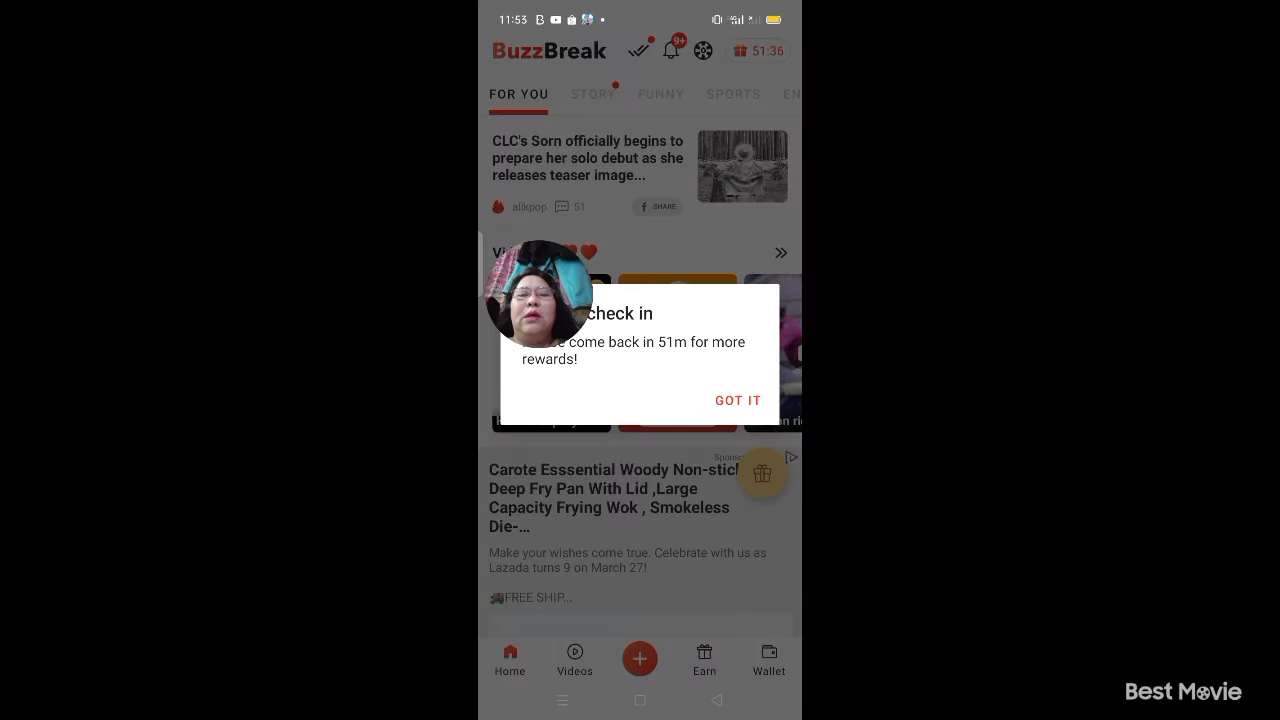 11:53
BuzzBreak
9+
51:36
FOR YOU
STORY
FUNNY
SPORTS
EN
CLC's Sorn officially begins to
prepare her solo debut as she
releases teaser image...
allkpop
51
SHARE
check in
come back in 51m for more
rewards!
GOT IT
Carote Esssential Woody Non-stick
Deep Fry Pan With Lid ,Large
Capacity Frying Wok , Smokeless
Die-...
Make your wishes come true. Celebrate with us as
Lazada turns 9 on March 27!
FREE SHIP...
Home
Videos
Earn
Wallet
Best Movie